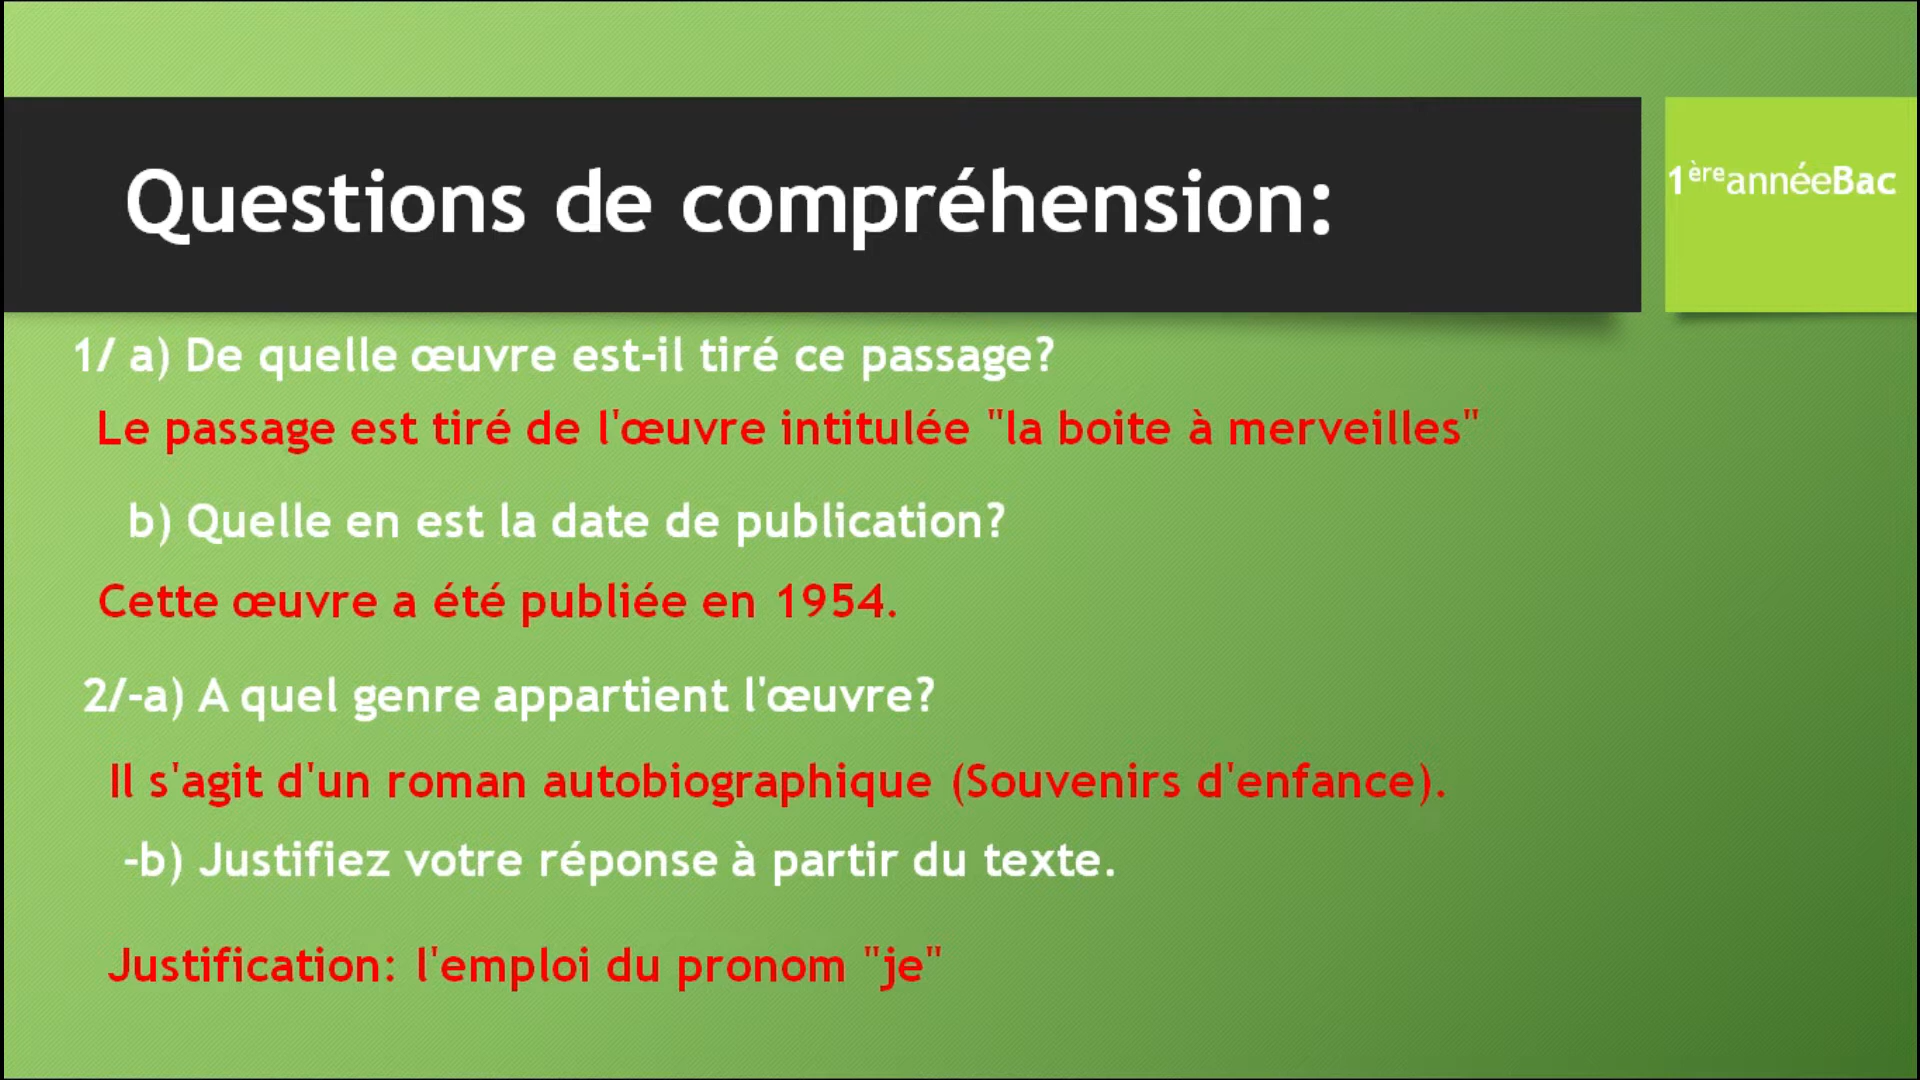 Questions de compréhension:
1èreannéeBac
1/ a) De quelle œuvre est-il tiré ce passage?
Le passage est tiré de l'œuvre intitulée "la boite à merveilles"
b) Quelle en est la date de publication?
Cette œuvre a été publiée en 1954.
2/-a) A quel genre appartient l'œuvre?
Il s'agit d'un roman autobiographique (Souvenirs d'enfance).
-b) Justifiez votre réponse à partir du texte.
Justification: l'emploi du pronom "je"